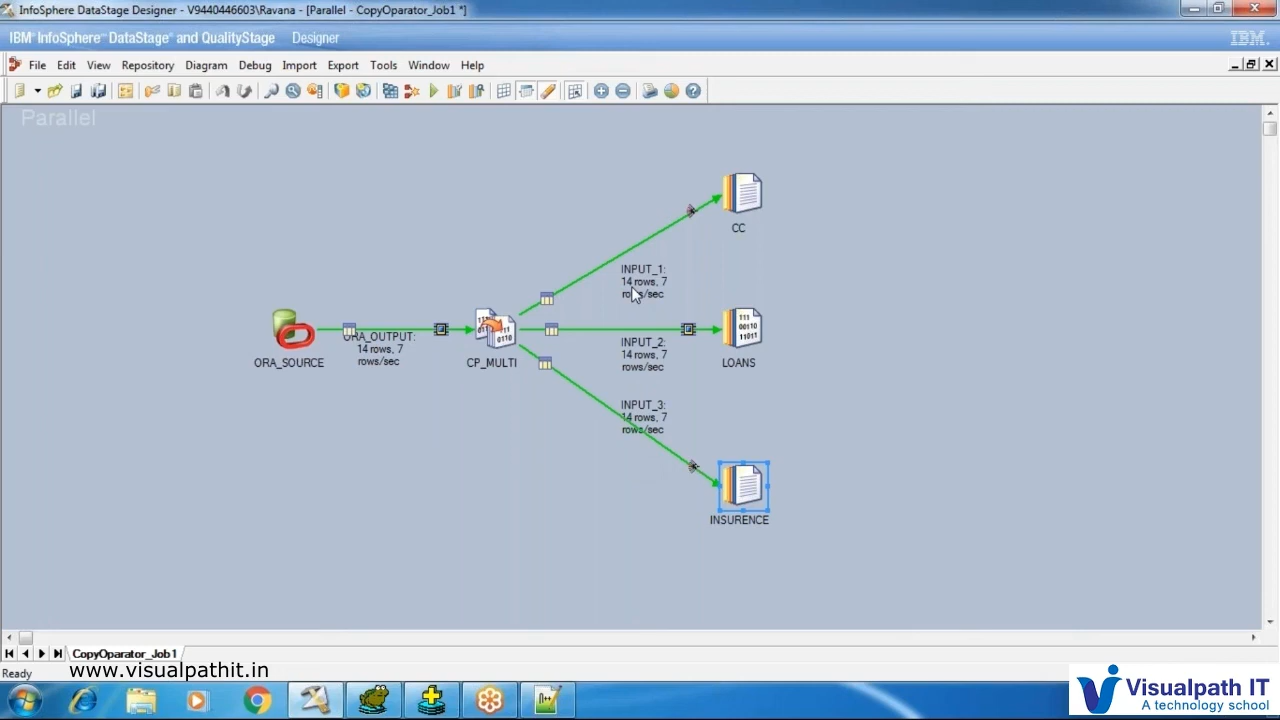 InfoSphere DataStage Designer - V9440446603\Ravana - [Parallel - CopyOparator_Job1 *]
IBM® InfoSphere™ DataStage® and QualityStage Designer
IBM.
File Edit View Repository Diagram Debug Import Export Tools Window Help
Parallel
CC
INPUT_1:
14 rows, 7
rows/sec
ORA_OUTPUT:
14 rows, 7
rows/sec
ORA_SOURCE
CP_MULTI
INPUT_2:
14 rows, 7
rows/sec
LOANS
INPUT_3:
14 rows, 7
rows/sec
INSURENCE
CopyOparator_Job1
Ready
www.visualpathit.in
Visualpath IT
A technology school